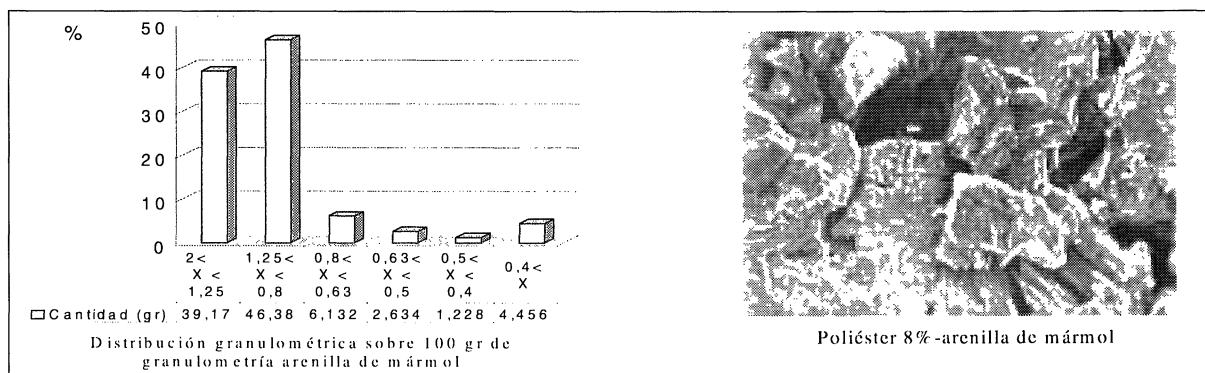 %
50
40
30
20
10
0
2< 1,25< 0,8< 0,63< 0,5< 0,4<
X < X < X < X < X < X
1,25 0,8 0,63 0,5 0,4
Cantidad (gr) 39,17 46,38 6,132 2,634 1,228 4,456
Distribución granulométrica sobre 100 gr de
granulometría arenilla de mármol
Poliéster 8%-arenilla de mármol